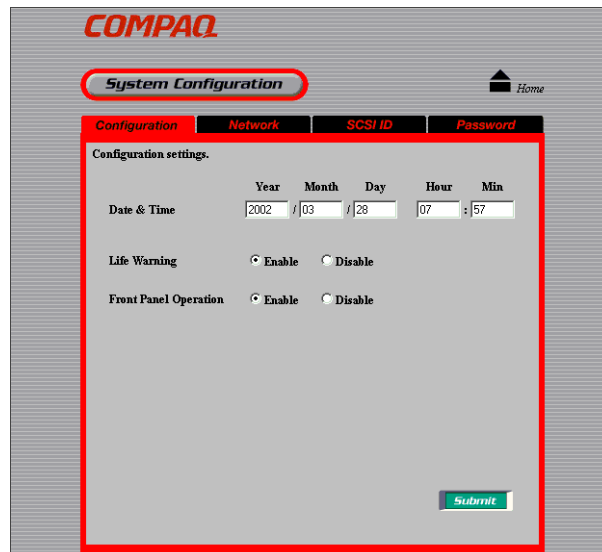 COMPAQ
System Configuration
Home
Configuration Network SCSI ID Password
Configuration settings.
Year Month Day Hour Min
Date & Time 2002 / 03 / 28 07 : 57
Life Warning Enable Disable
Front Panel Operation Enable Disable
Submit